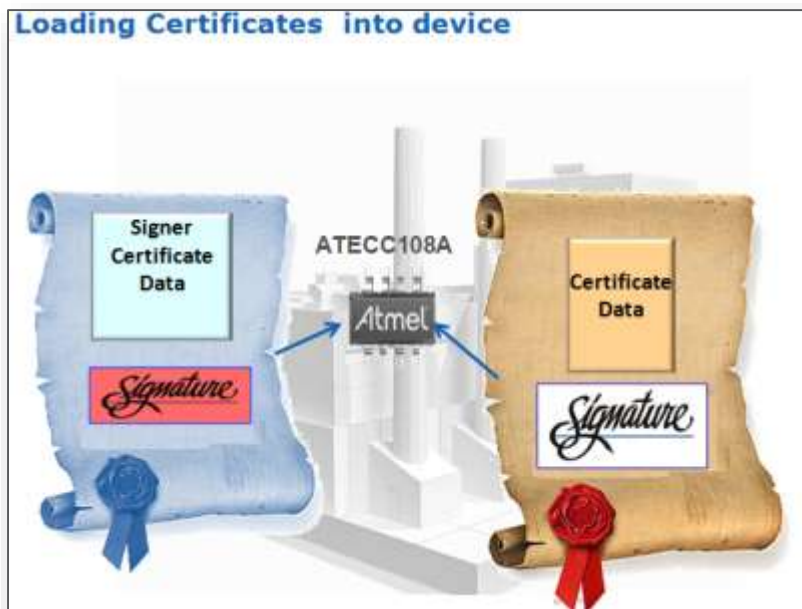 Loading Certificates  into device
Signer
Certificate
Data
Signature
ATECC108A
Atmel
Certificate
Data
Signature